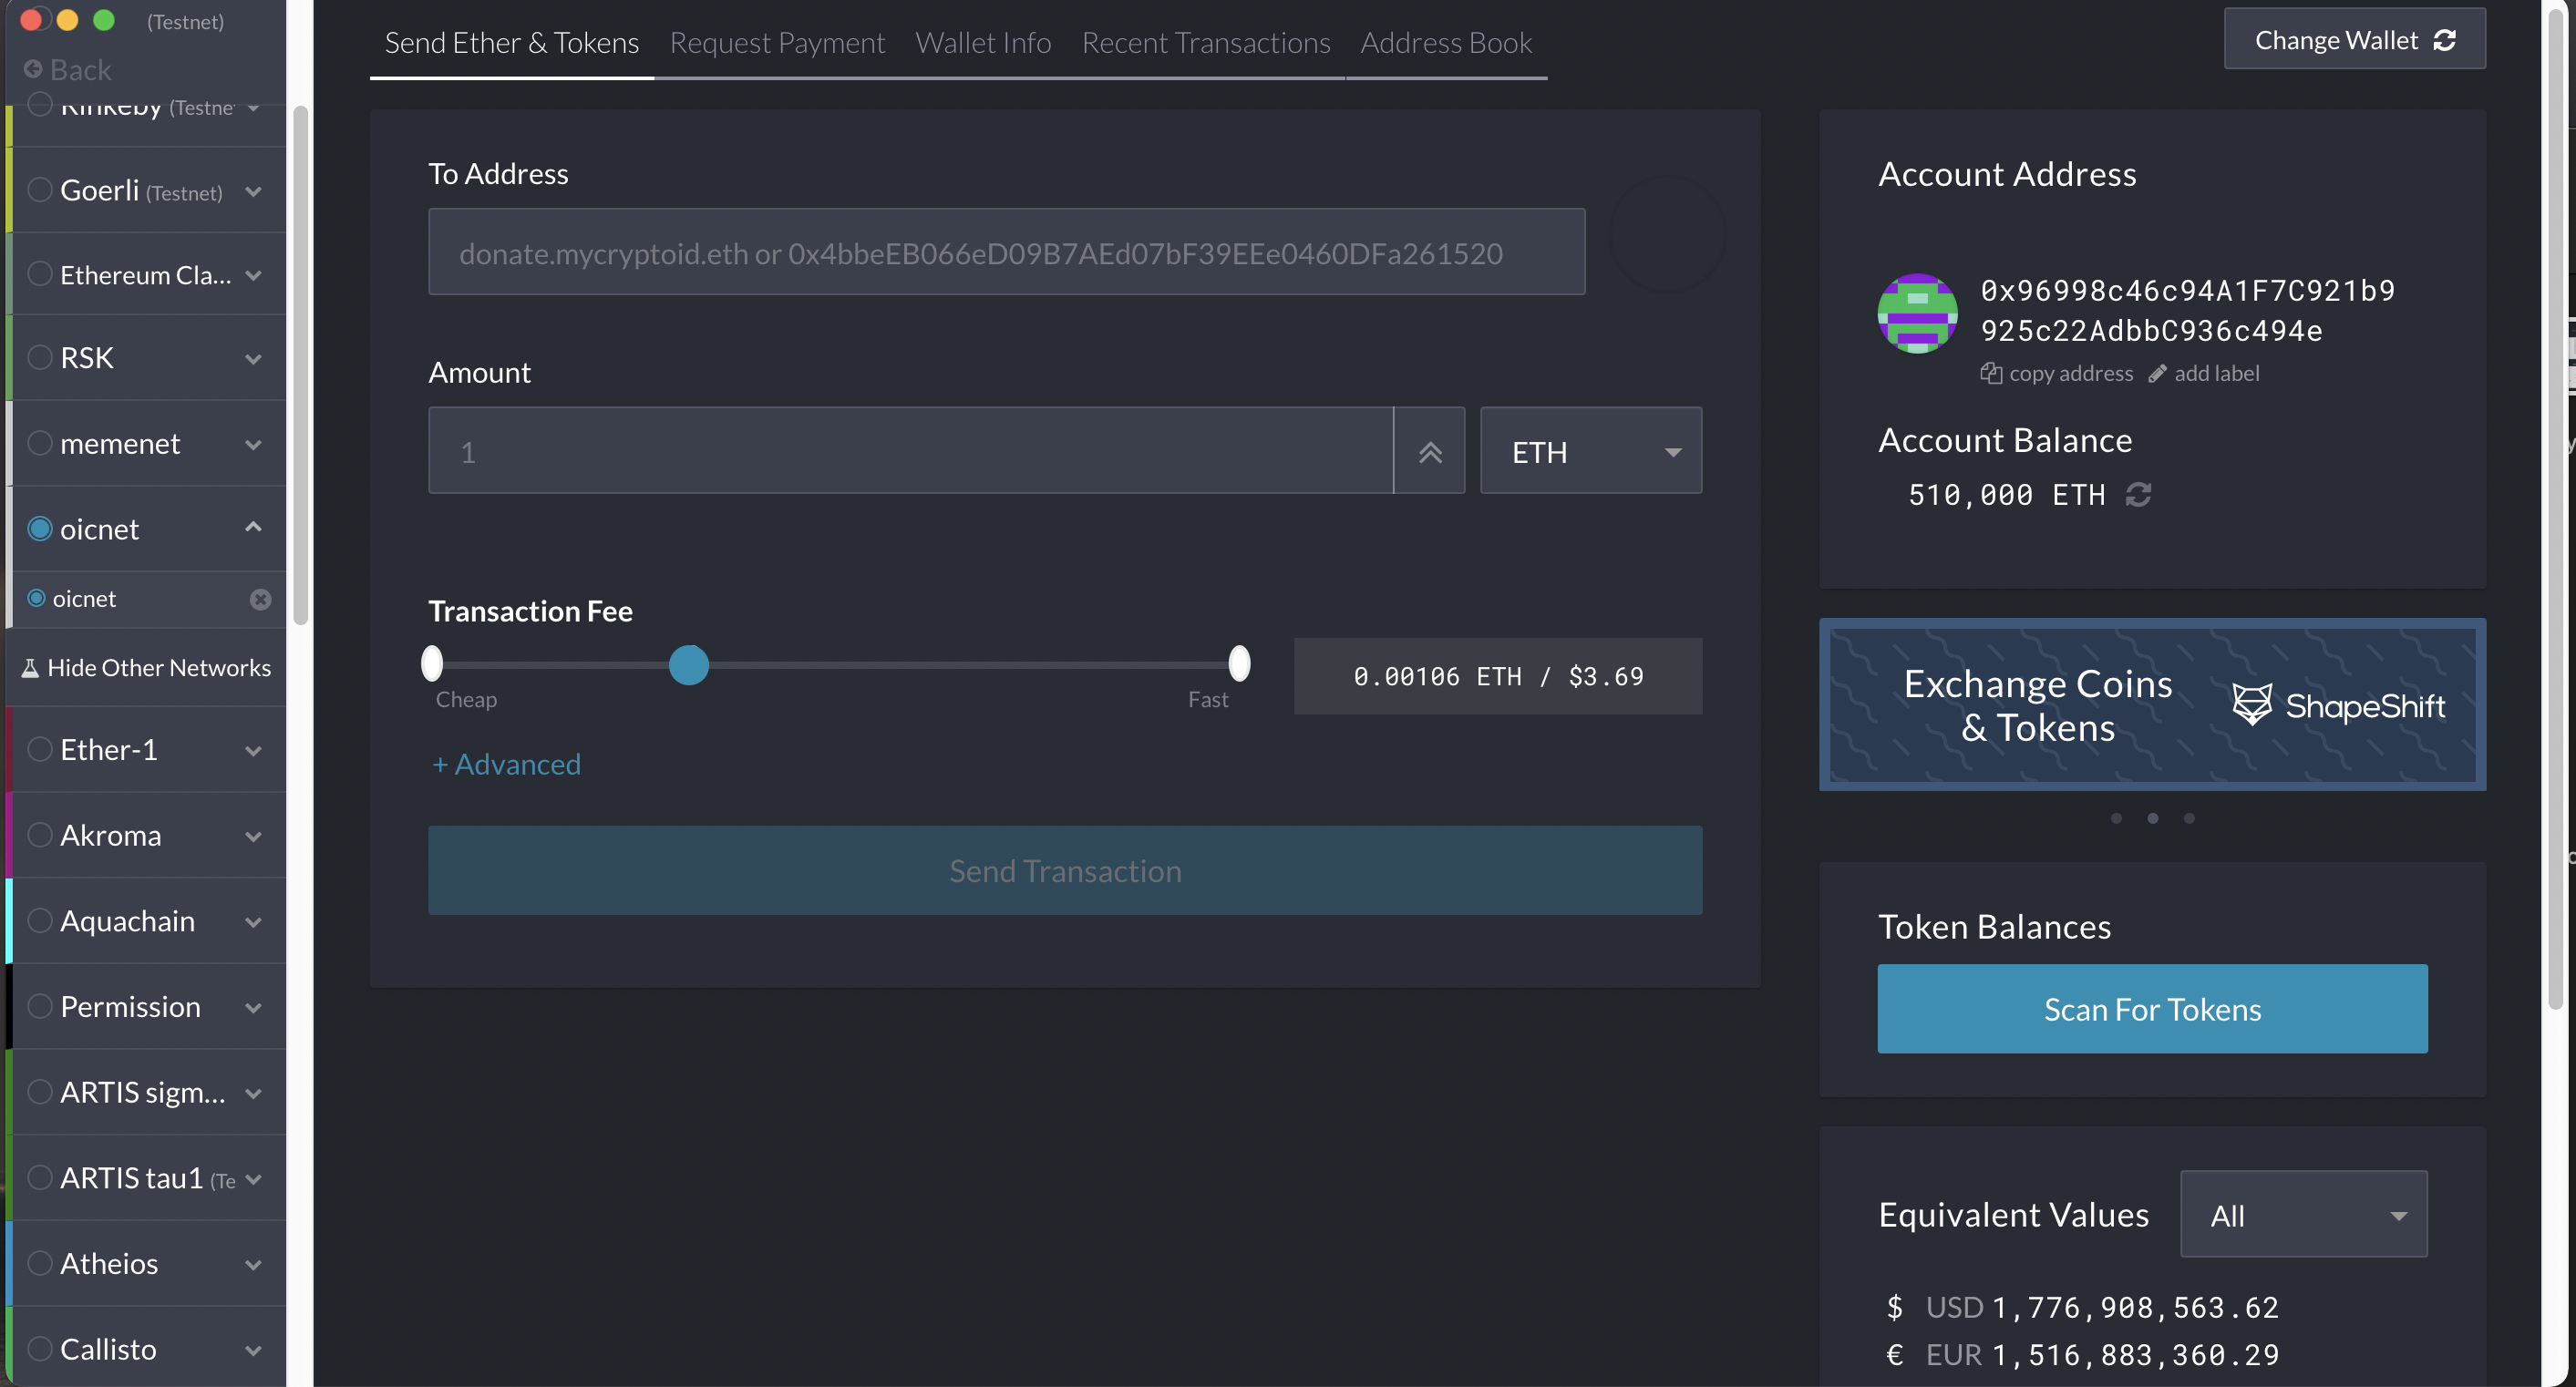 (Testnet)
Back
Rinkeby (Testne
Goerli (Testnet)
Ethereum Cla...
RSK
memenet
oicnet
oicnet
Hide Other Networks
Ether-1
Akroma
Aquachain
Permission
ARTIS sigm...
ARTIS tau1 (Te
Atheios
Callisto
Send Ether & Tokens Request Payment Wallet Info Recent Transactions Address Book
Change Wallet
To Address
donate.mycryptoid.eth or 0x4bbeEB066eD09B7AEd07bF39EEe0460DFa261520
Amount
1
ETH
Transaction Fee
Cheap Fast
0.00106 ETH / $3.69
+ Advanced
Send Transaction
Account Address
0x96998c46c94A1F7C921b9
925c22AdbbC936c494e
copy address add label
Account Balance
510,000 ETH
Exchange Coins
& Tokens
ShapeShift
Token Balances
Scan For Tokens
Equivalent Values All
$ USD 1,776,908,563.62
€ EUR 1,516,883,360.29